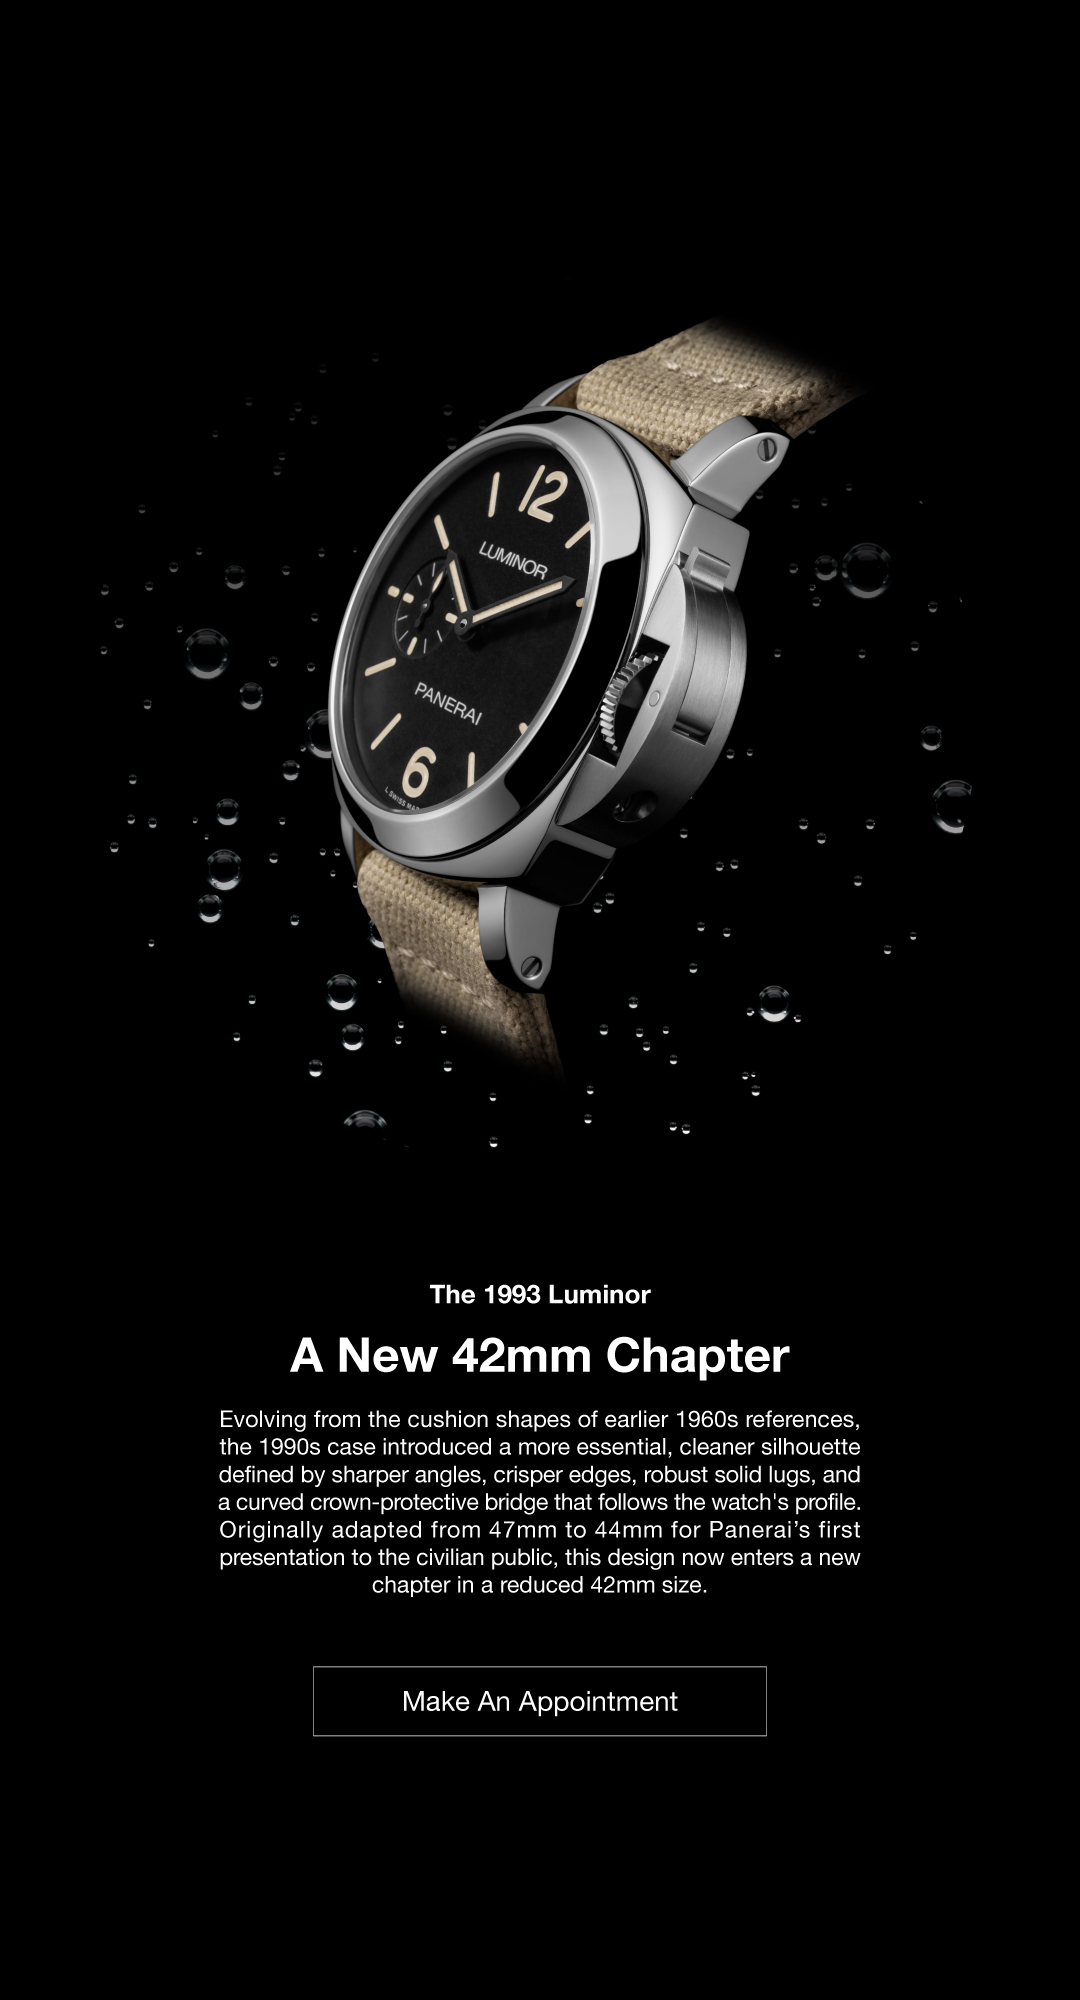 12
LUMINOR
PANERAI
6
The 1993 Luminor
A New 42mm Chapter
Evolving from the cushion shapes of earlier 1960s references,
the 1990s case introduced a more essential, cleaner silhouette
defined by sharper angles, crisper edges, robust solid lugs, and
a curved crown-protective bridge that follows the watch's profile.
Originally adapted from 47mm to 44mm for Panerai’s first
presentation to the civilian public, this design now enters a new
chapter in a reduced 42mm size.
Make An Appointment